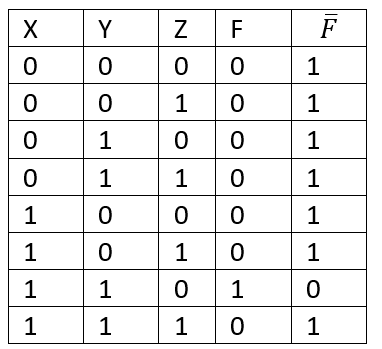 X Y Z F F̅
0 0 0 0 1
0 0 1 0 1
0 1 0 0 1
0 1 1 0 1
1 0 0 0 1
1 0 1 0 1
1 1 0 1 0
1 1 1 0 1